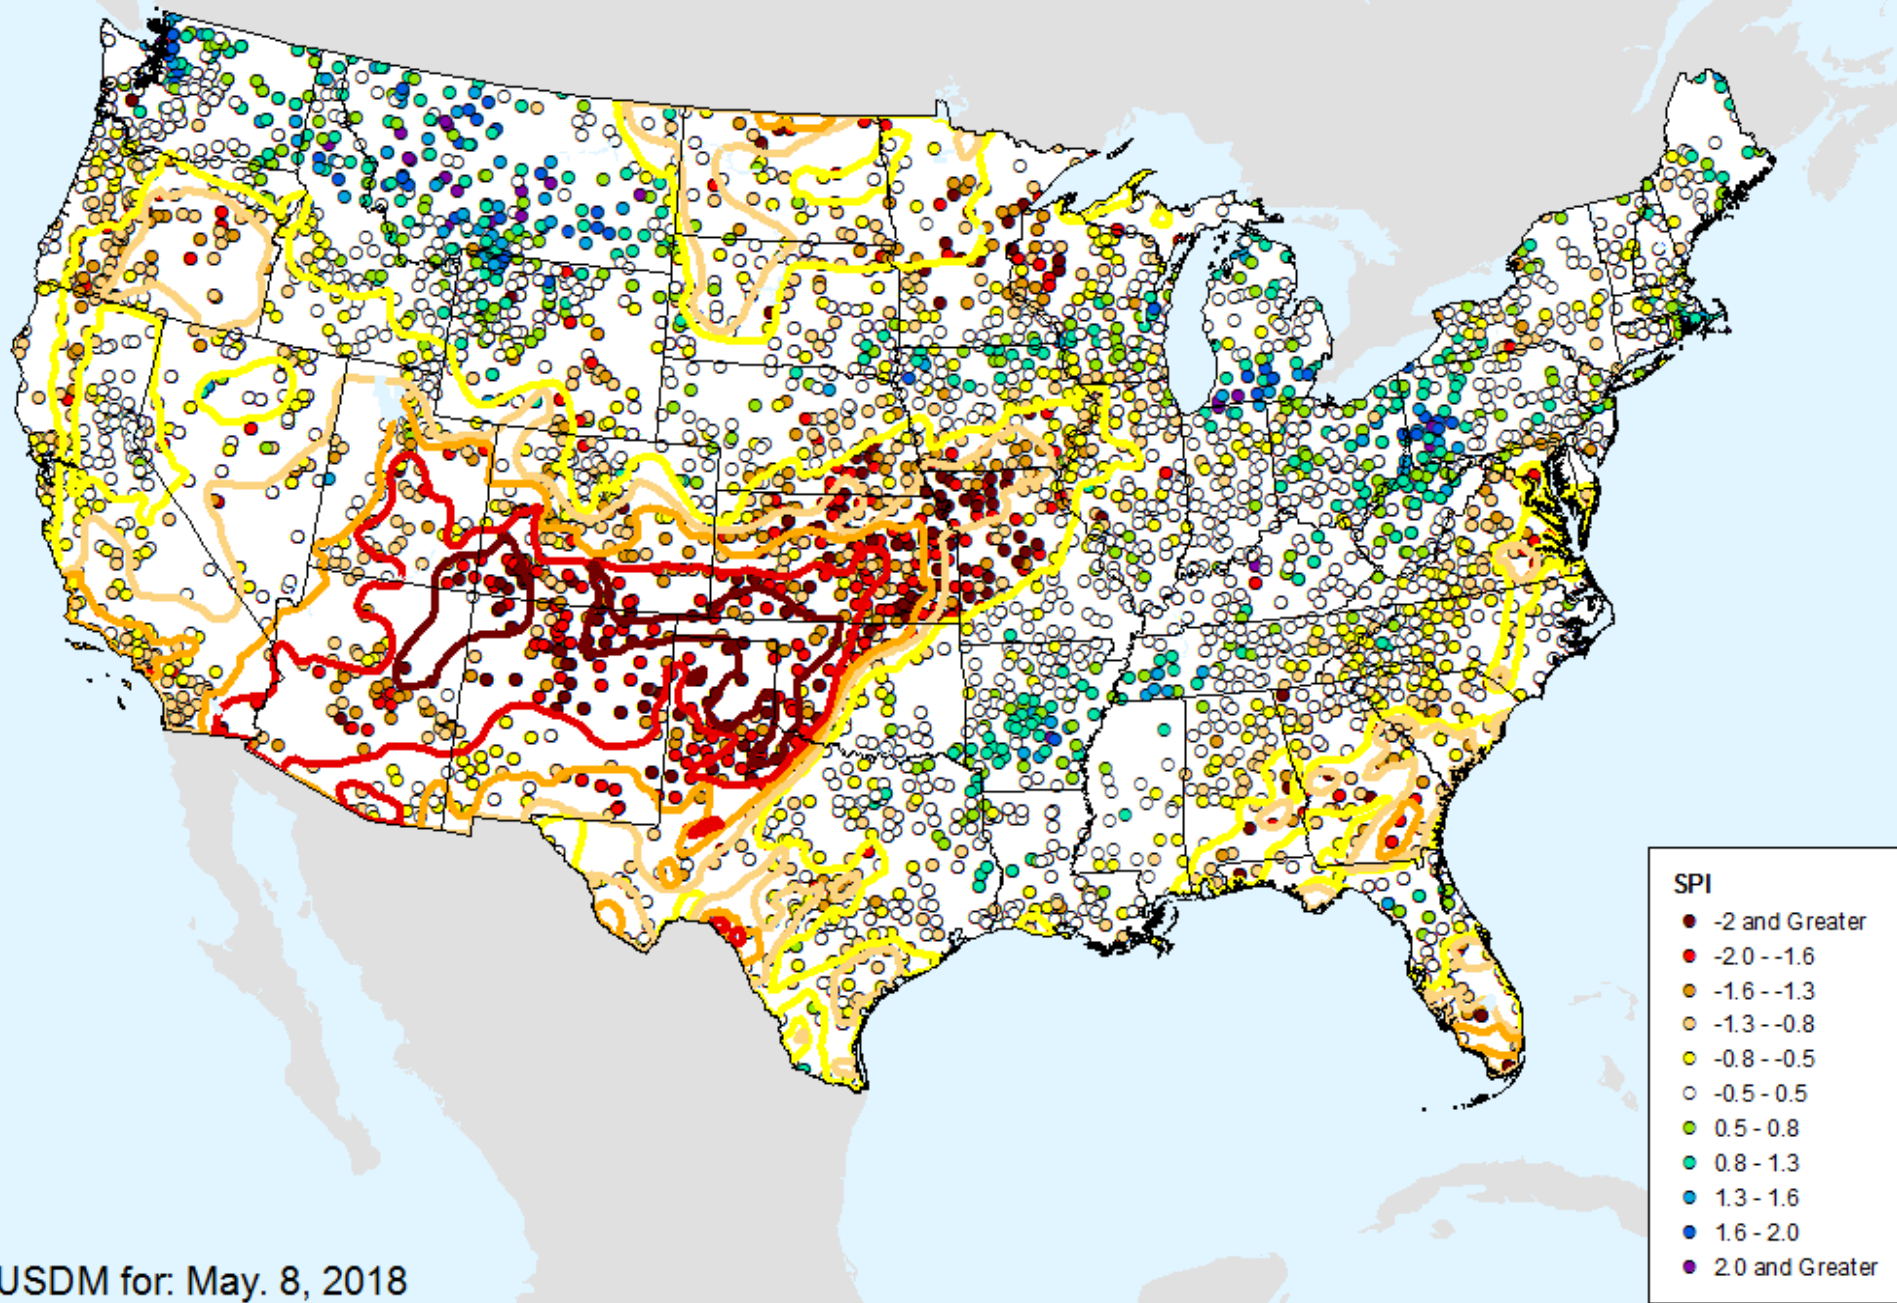 SPI
-2 and Greater
-2.0 - -1.6
-1.6 - -1.3
-1.3 - -0.8
-0.8 - -0.5
-0.5 - 0.5
0.5 - 0.8
0.8 - 1.3
1.3 - 1.6
1.6 - 2.0
2.0 and Greater
USDM for: May. 8, 2018